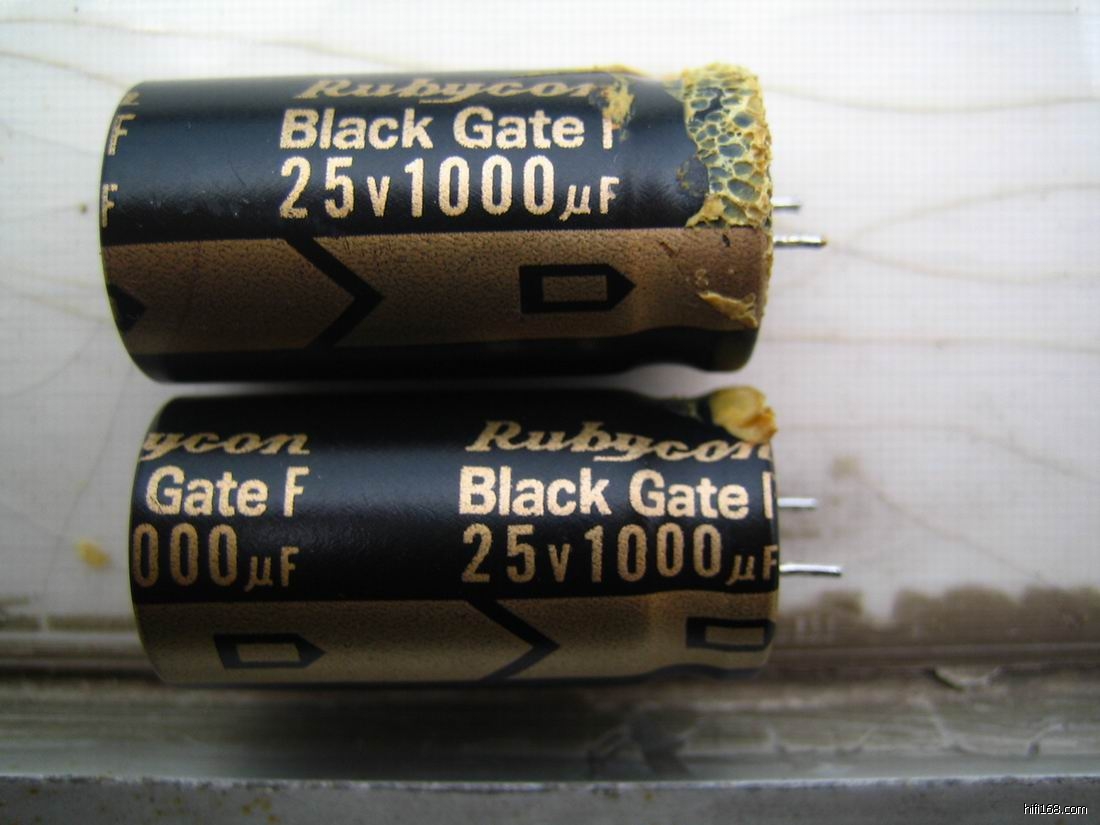 F
F
Rubycon
Black Gate F
25v1000μF
ycon
Gate F
000μF
Rubycon
Black Gate
25v1000μF
hifi168.com